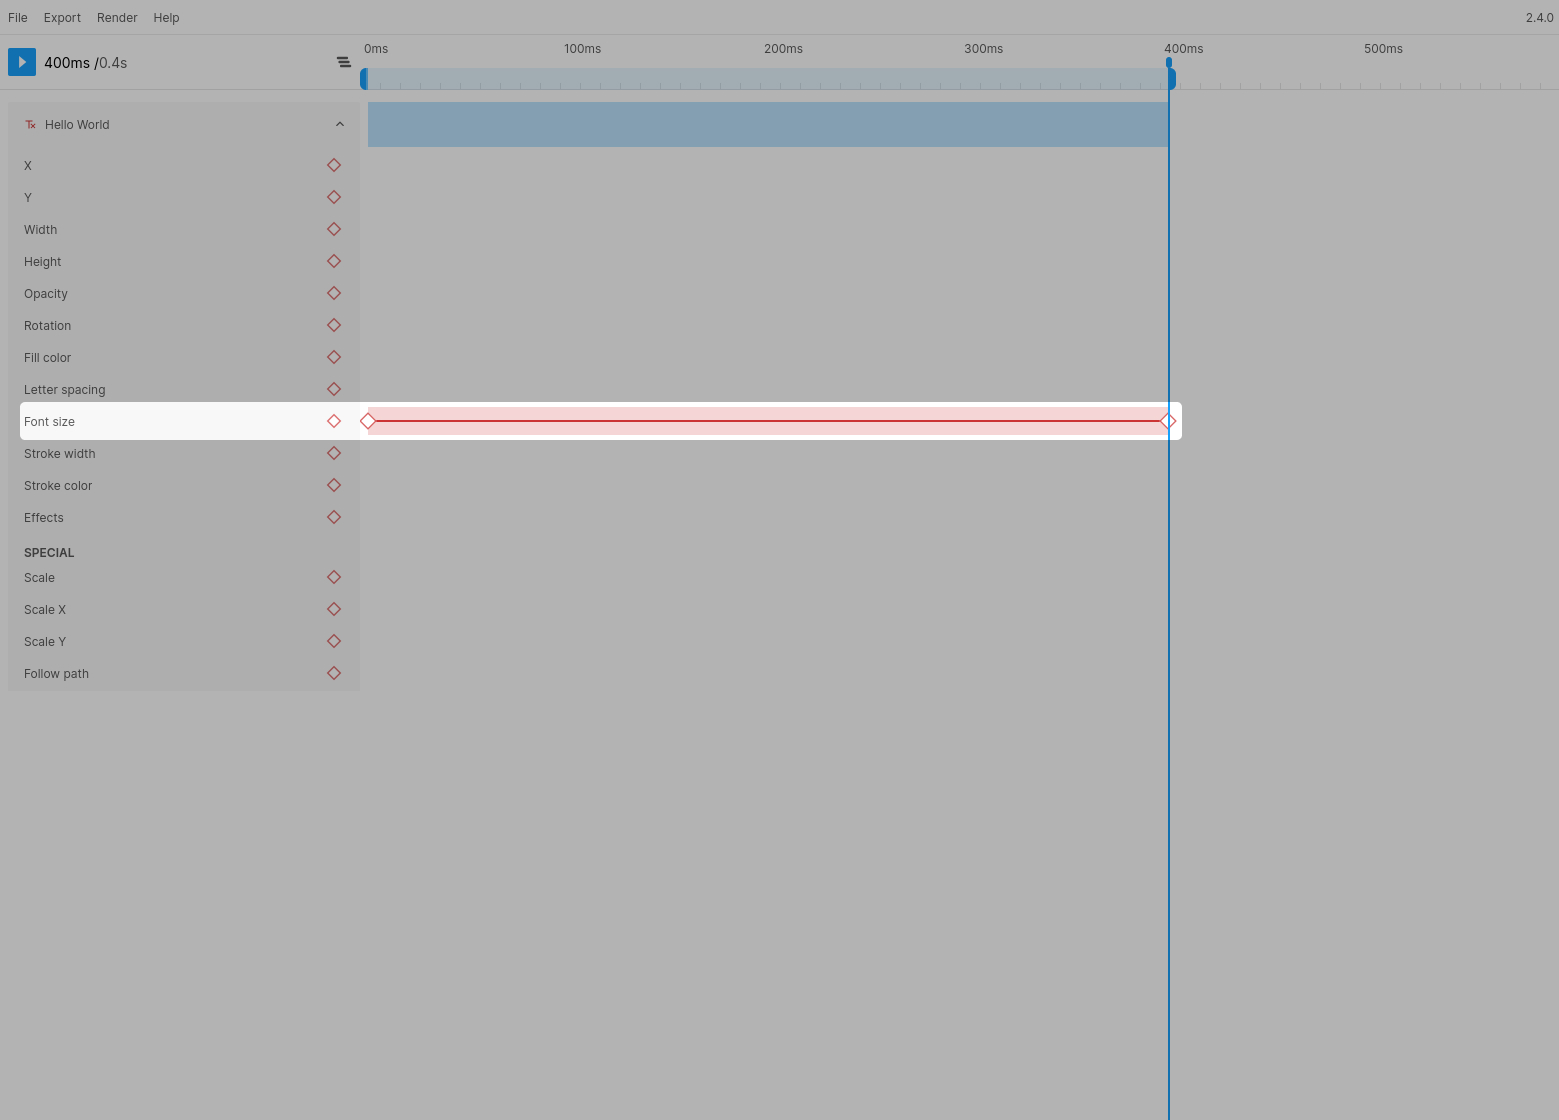 File Export Render Help 2.4.0
400ms /0.4s
0ms 100ms 200ms 300ms 400ms 500ms
Hello World
X
Y
Width
Height
Opacity
Rotation
Fill color
Letter spacing
Font size
Stroke width
Stroke color
Effects
SPECIAL
Scale
Scale X
Scale Y
Follow path